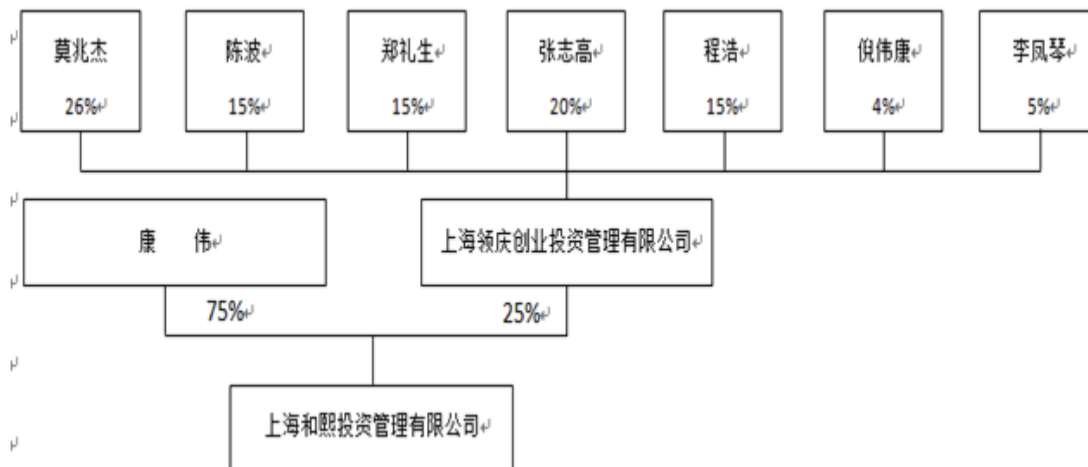 莫兆杰
26%
陈波
15%
郑礼生
15%
张志高
20%
程浩
15%
倪伟康
4%
李凤琴
5%
康 伟
上海领庆创业投资管理有限公司
75%
25%
上海和熙投资管理有限公司